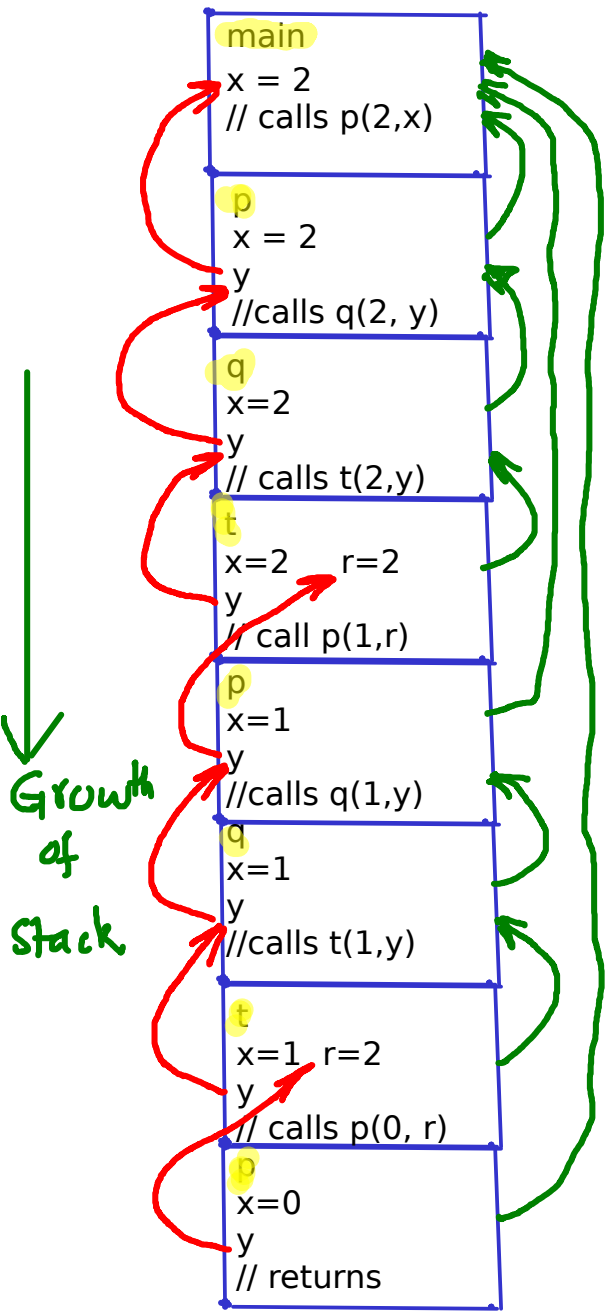 main
x = 2
// calls p(2,x)
p
x = 2
y
//calls q(2, y)
q
x=2
y
// calls t(2,y)
t
x=2 r=2
y
// call p(1,r)
p
x=1
y
//calls q(1,y)
q
x=1
y
//calls t(1,y)
t
x=1 r=2
y
// calls p(0, r)
p
x=0
y
// returns
Growth
of
stack